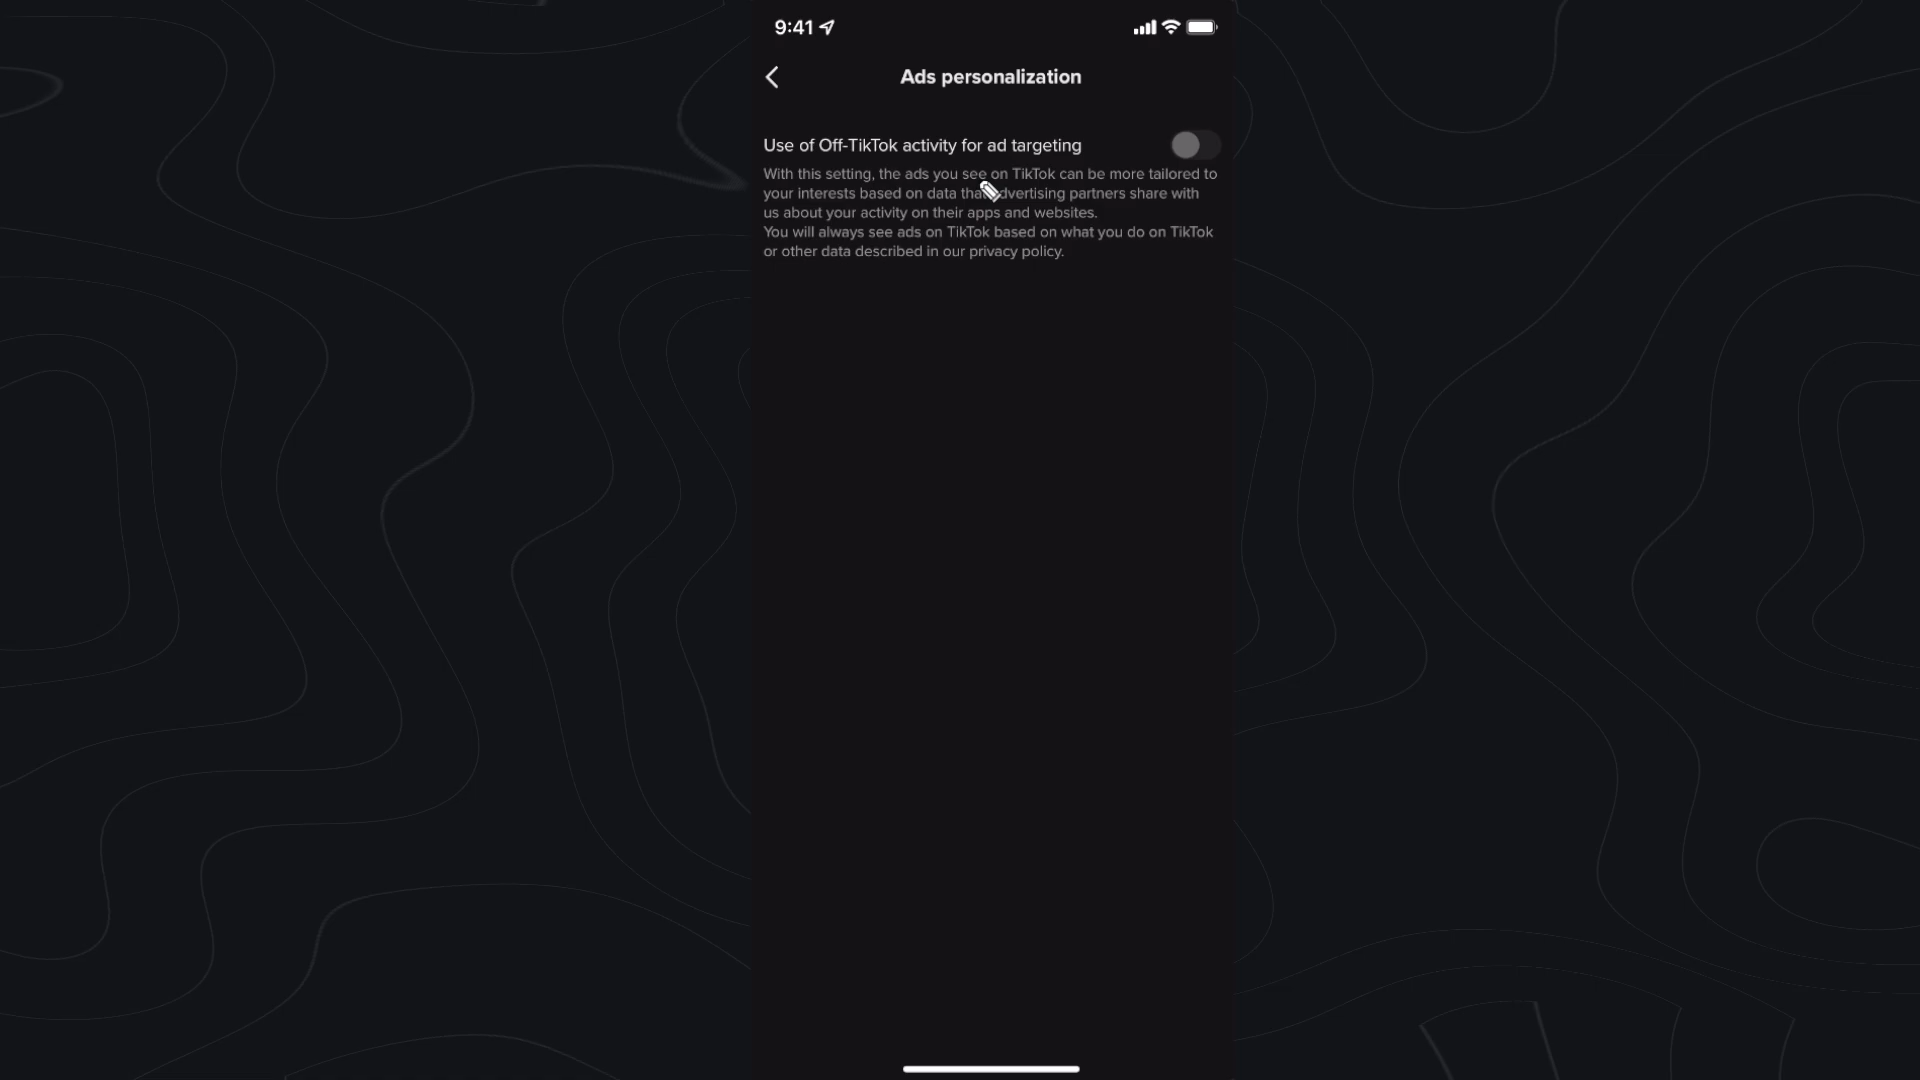 9:41
Ads personalization
Use of Off-TikTok activity for ad targeting
With this setting, the ads you see on TikTok can be more tailored to
your interests based on data that advertising partners share with
us about your activity on their apps and websites.
You will always see ads on TikTok based on what you do on TikTok
or other data described in our privacy policy.